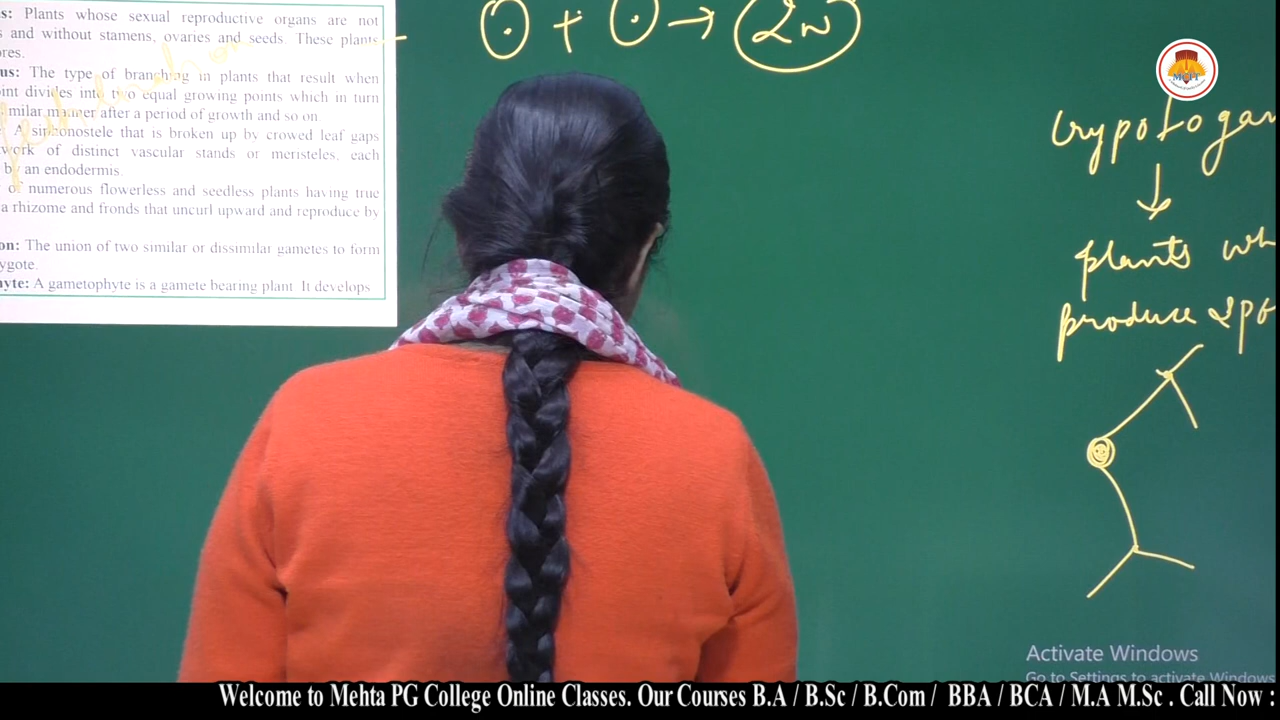 s: Plants whose sexual reproductive organs are not
s and without stamens, ovaries and seeds. These plants
ores.
us: The type of branching in plants that result when
oint divides into two equal growing points which in turn
milar manner after a period of growth and so on.
A siphonostele that is broken up by crowed leaf gaps
work of distinct vascular stands or meristeles, each
by an endodermis.
of numerous flowerless and seedless plants having true
a rhizome and fronds that uncurl upward and reproduce by
on: The union of two similar or dissimilar gametes to form
ygote.
hyte: A gametophyte is a gamete bearing plant. It develops
+ → 2n
MCIT
Cryptogam
↓
plants wh
produce spo
Activate Windows
Go to Settings to activate Windows
Welcome to Mehta PG College Online Classes. Our Courses B.A / B.Sc / B.Com / BBA / BCA / M.A M.Sc . Call Now :